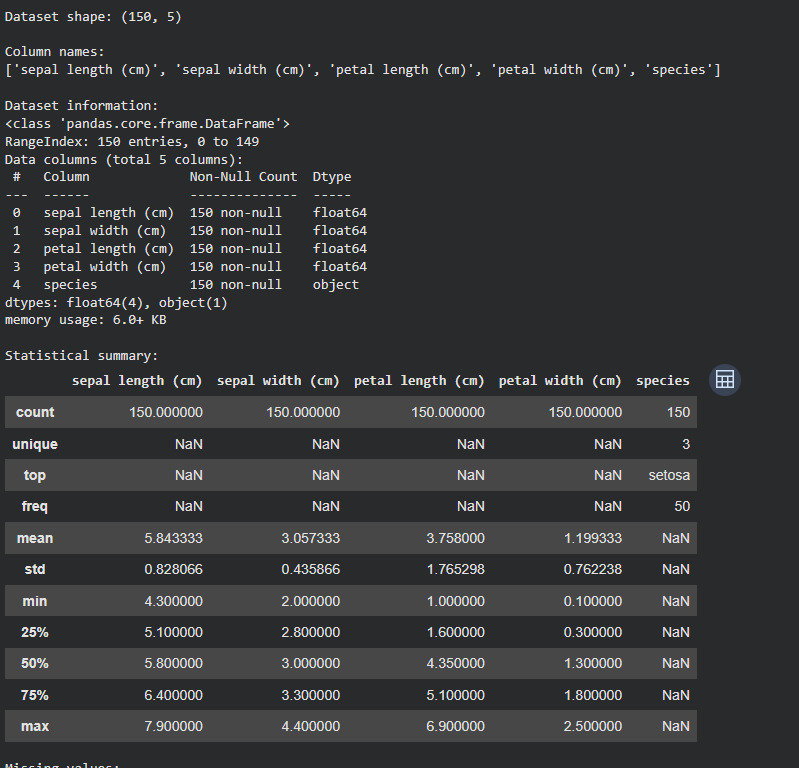 Dataset shape: (150, 5)
Column names:
['sepal length (cm)', 'sepal width (cm)', 'petal length (cm)', 'petal width (cm)', 'species']
Dataset information:
<class 'pandas.core.frame.DataFrame'>
RangeIndex: 150 entries, 0 to 149
Data columns (total 5 columns):
#   Column             Non-Null Count  Dtype
---  ------             --------------  -----
0   sepal length (cm)  150 non-null    float64
1   sepal width (cm)   150 non-null    float64
2   petal length (cm)  150 non-null    float64
3   petal width (cm)   150 non-null    float64
4   species            150 non-null    object
dtypes: float64(4), object(1)
memory usage: 6.0+ KB
Statistical summary:
sepal length (cm) sepal width (cm) petal length (cm) petal width (cm) species
count 150.000000 150.000000 150.000000 150.000000 150
unique NaN NaN NaN NaN 3
top NaN NaN NaN NaN setosa
freq NaN NaN NaN NaN 50
mean 5.843333 3.057333 3.758000 1.199333 NaN
std 0.828066 0.435866 1.765298 0.762238 NaN
min 4.300000 2.000000 1.000000 0.100000 NaN
25% 5.100000 2.800000 1.600000 0.300000 NaN
50% 5.800000 3.000000 4.350000 1.300000 NaN
75% 6.400000 3.300000 5.100000 1.800000 NaN
max 7.900000 4.400000 6.900000 2.500000 NaN
Missing values: